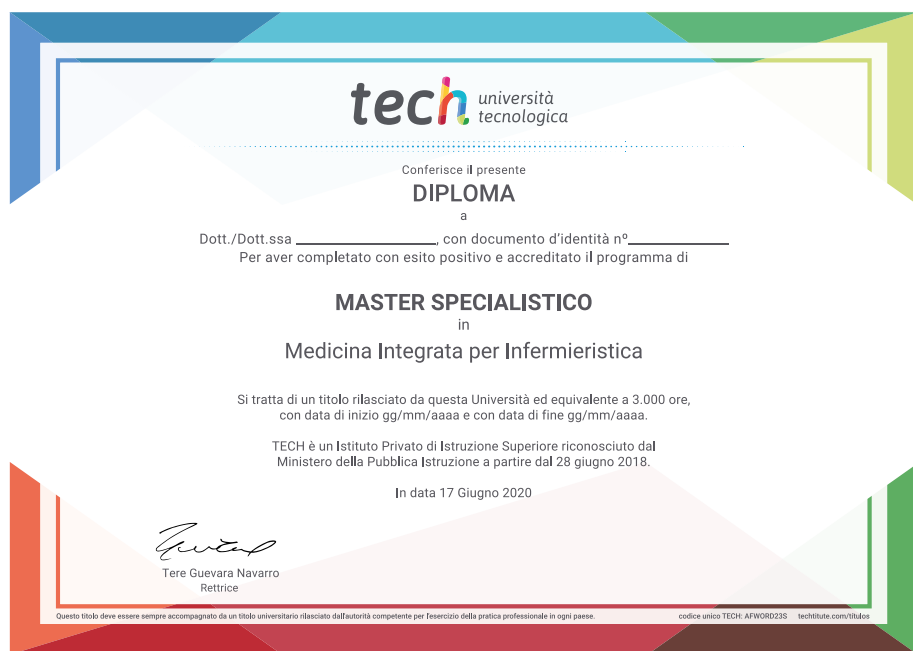 tech università
tecnologica
Conferisce il presente
DIPLOMA
a
Dott./Dott.ssa ________________, con documento d'identità nº____________
Per aver completato con esito positivo e accreditato il programma di
MASTER SPECIALISTICO
in
Medicina Integrata per Infermieristica
Si tratta di un titolo rilasciato da questa Università ed equivalente a 3.000 ore,
con data di inizio gg/mm/aaaa e con data di fine gg/mm/aaaa.
TECH è un Istituto Privato di Istruzione Superiore riconosciuto dal
Ministero della Pubblica Istruzione a partire dal 28 giugno 2018.
In data 17 Giugno 2020
Tere Guevara Navarro
Rettrice
Questo titolo deve essere sempre accompagnato da un titolo universitario rilasciato dall'autorità competente per l'esercizio della pratica professionale in ogni paese. codice unico TECH: AFWORD23S techtitute.com/titulos